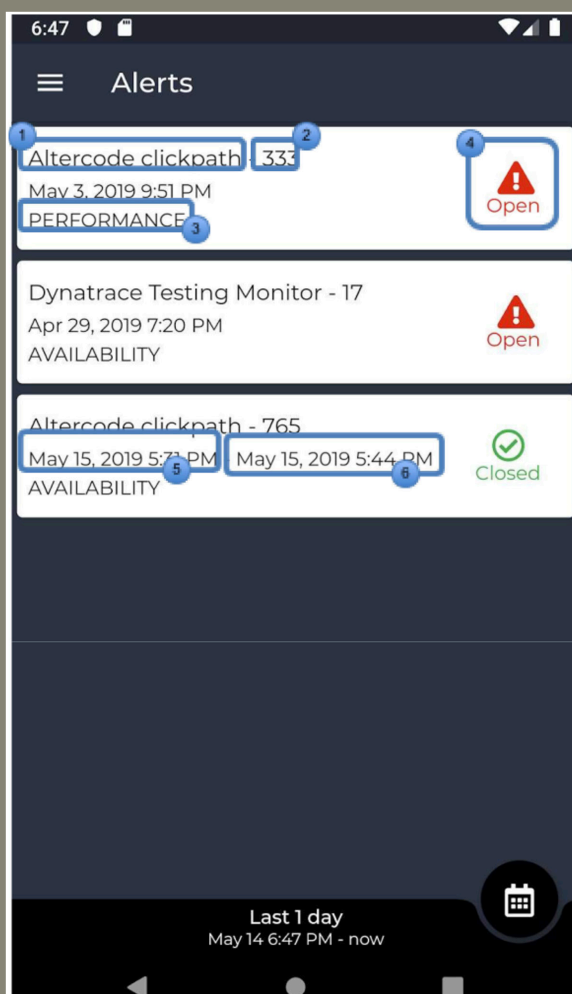 6:47
Alerts
1
2
4
Altercode clickpath - 333
May 3, 2019 9:51 PM
PERFORMANCE
3
Open
Dynatrace Testing Monitor - 17
Apr 29, 2019 7:20 PM
AVAILABILITY
Open
Altercode clickpath - 765
May 15, 2019 5:31 PM - May 15, 2019 5:44 PM
5
6
AVAILABILITY
Closed
Last 1 day
May 14 6:47 PM - now